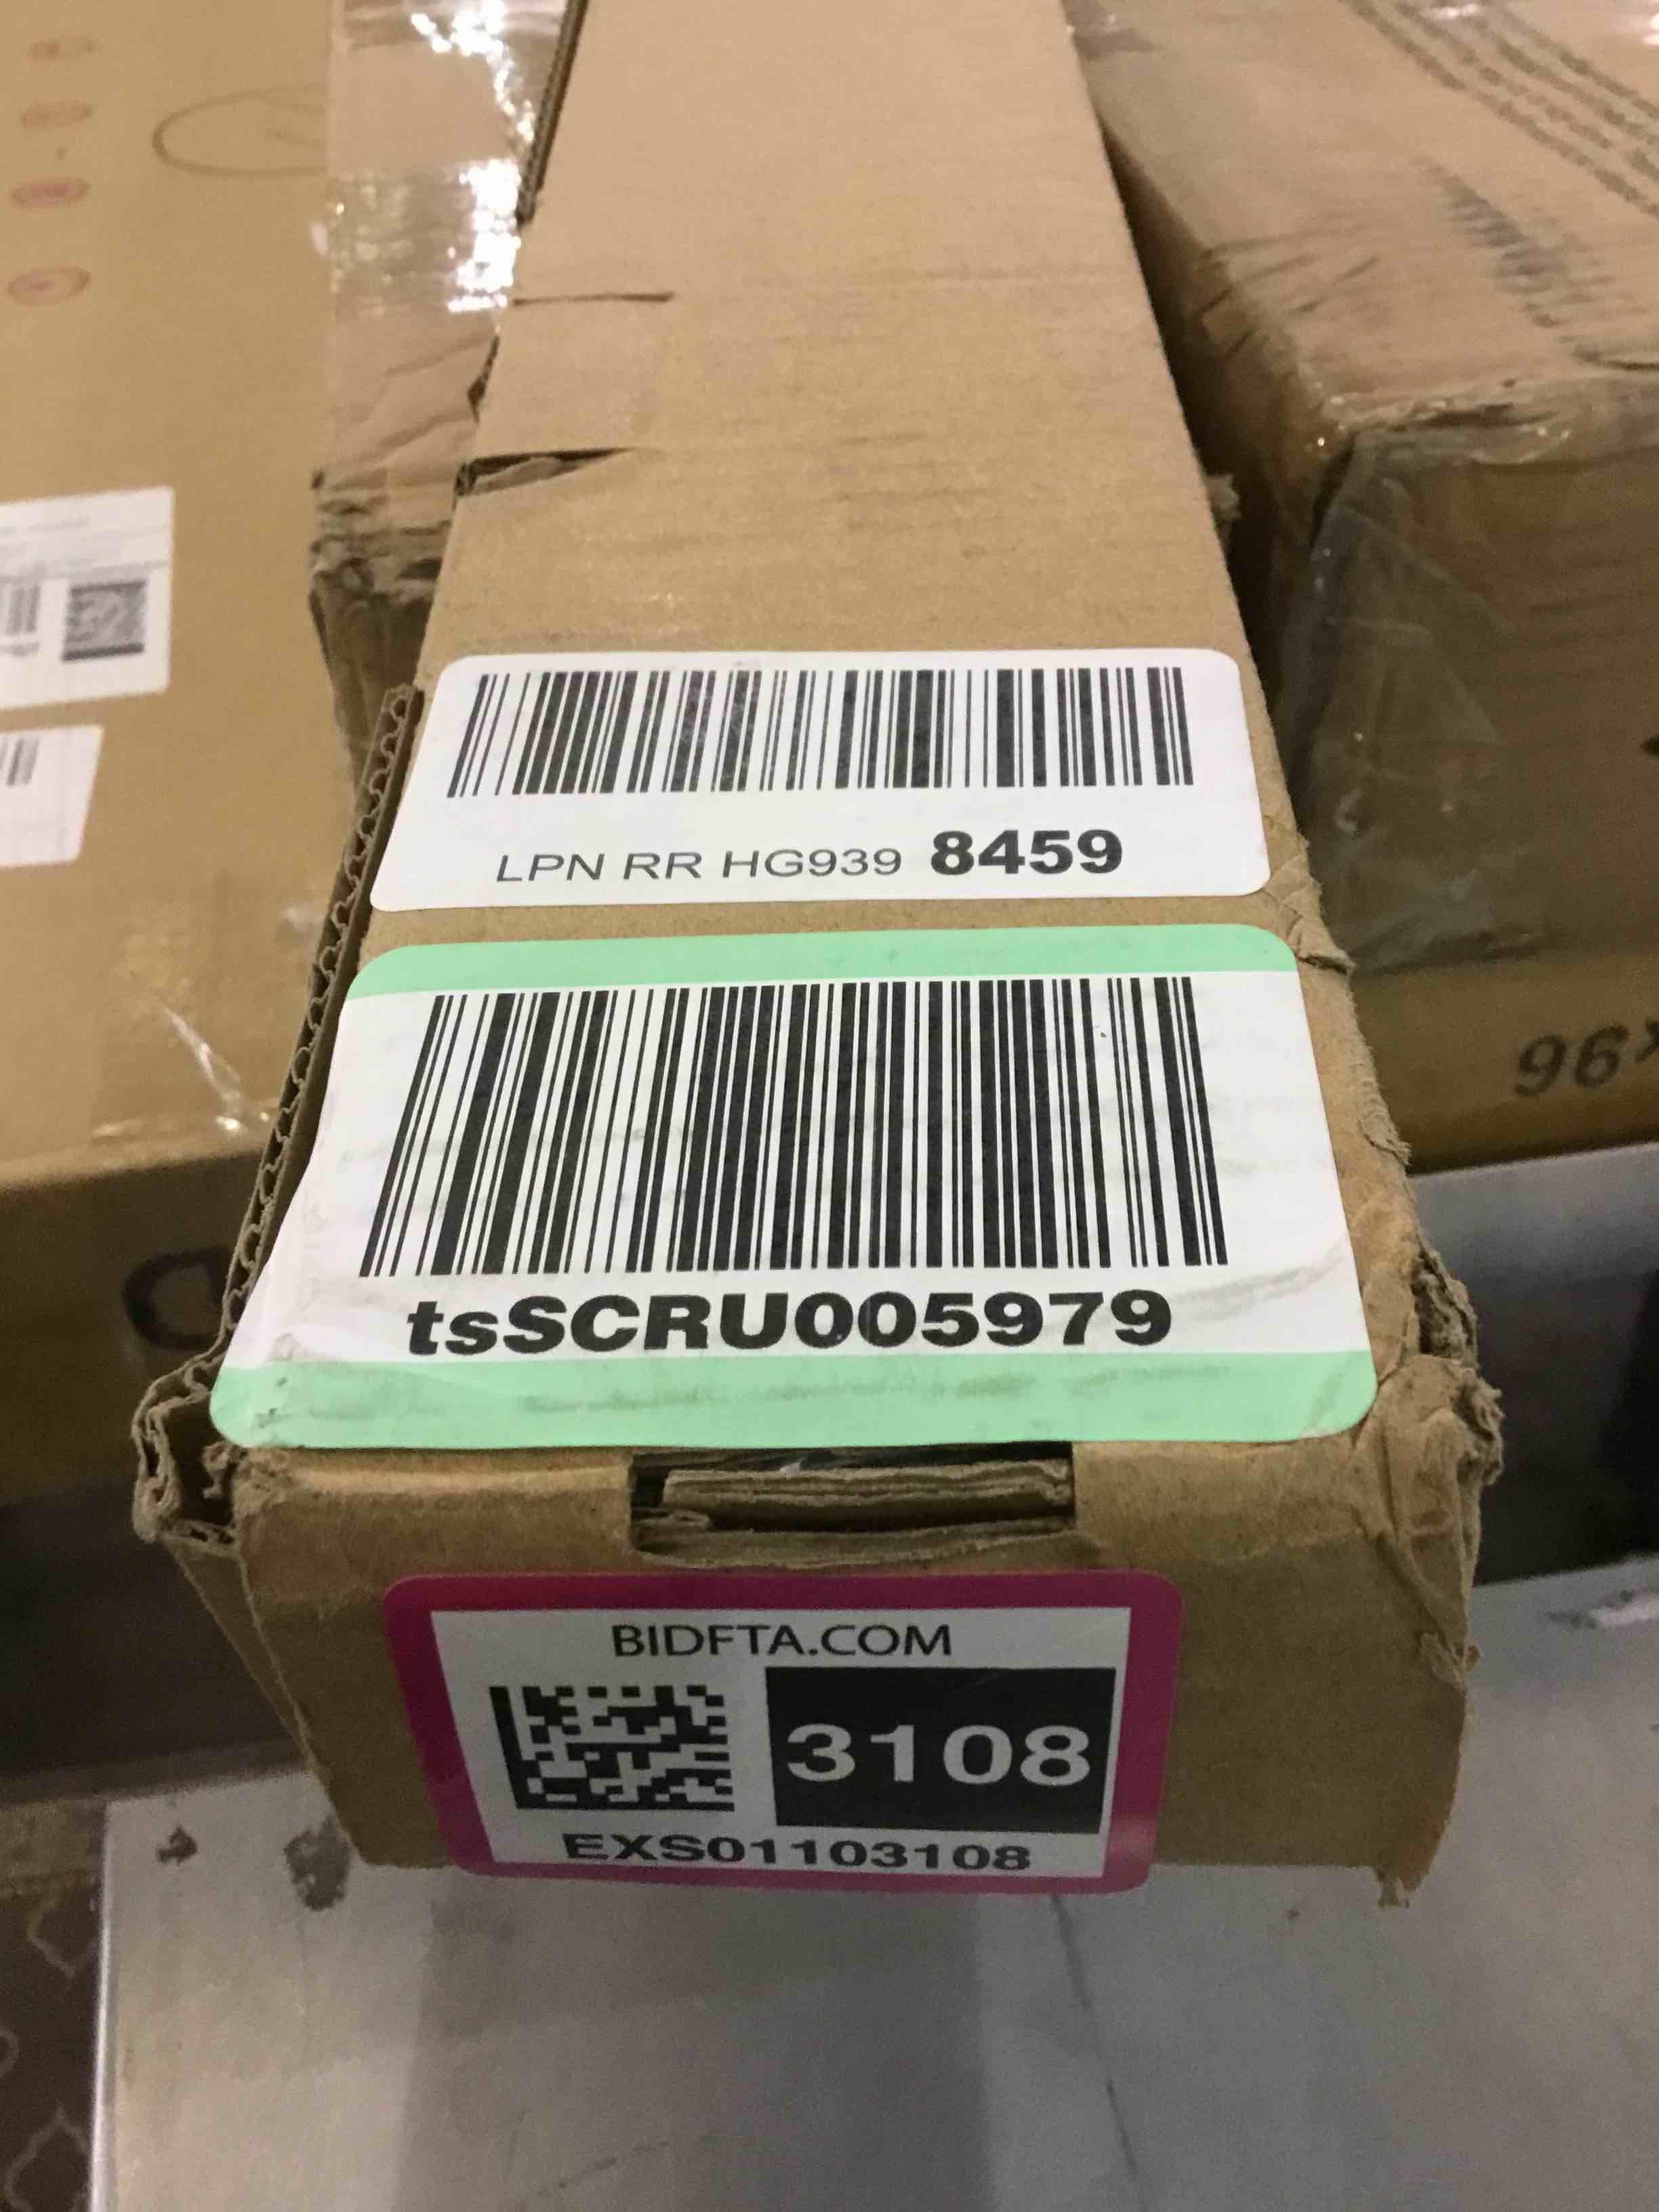 LPN RR HG939 8459
96
tsSCRU005979
BIDFTA.COM
3108
EXS01103108